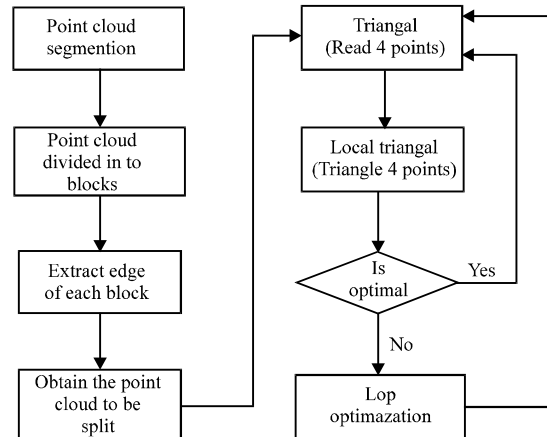 Point cloud
segmention
Point cloud
divided in to
blocks
Extract edge
of each block
Obtain the point
cloud to be
split
Triangal
(Read 4 points)
Local triangal
(Triangle 4 points)
Is
optimal
Yes
No
Lop
optimazation